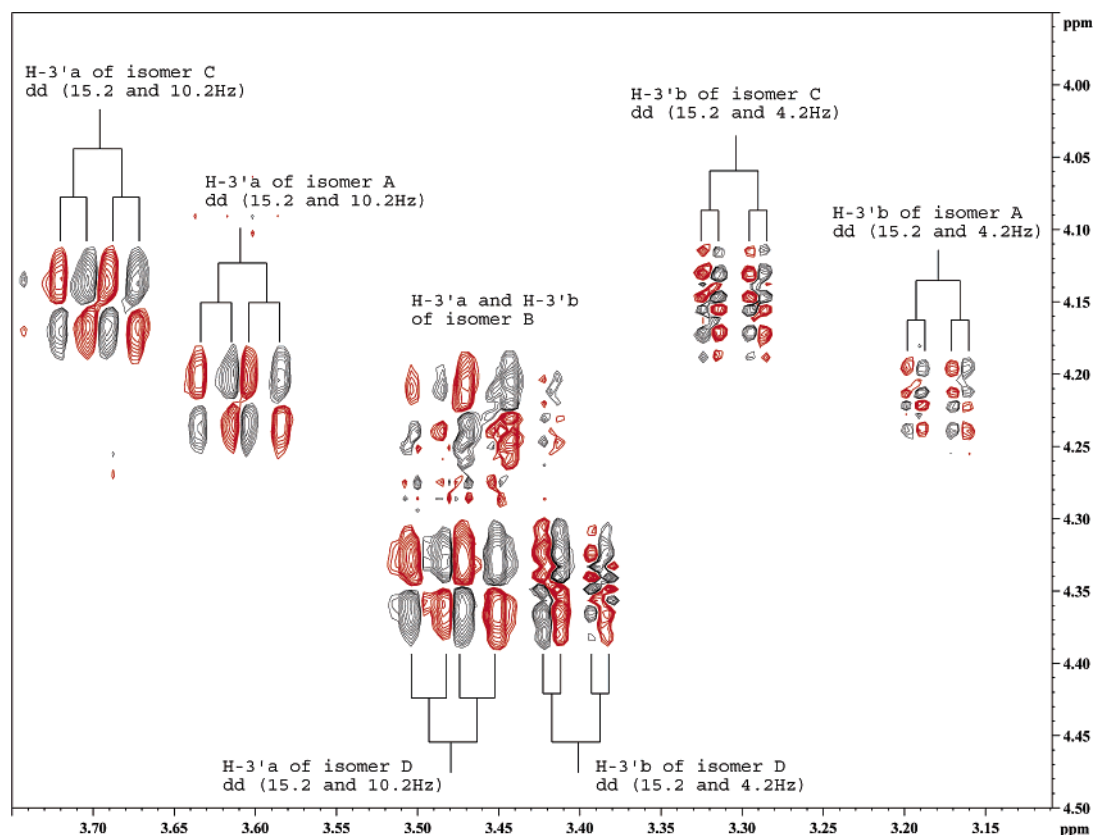 ppm
H-3'a of isomer C
dd (15.2 and 10.2Hz)
H-3'b of isomer C
dd (15.2 and 4.2Hz)
H-3'a of isomer A
dd (15.2 and 10.2Hz)
H-3'b of isomer A
dd (15.2 and 4.2Hz)
H-3'a and H-3'b
of isomer B
H-3'a of isomer D
dd (15.2 and 10.2Hz)
H-3'b of isomer D
dd (15.2 and 4.2Hz)
4.00
4.05
4.10
4.15
4.20
4.25
4.30
4.35
4.40
4.45
4.50
3.70 3.65 3.60 3.55 3.50 3.45 3.40 3.35 3.30 3.25 3.20 3.15 ppm